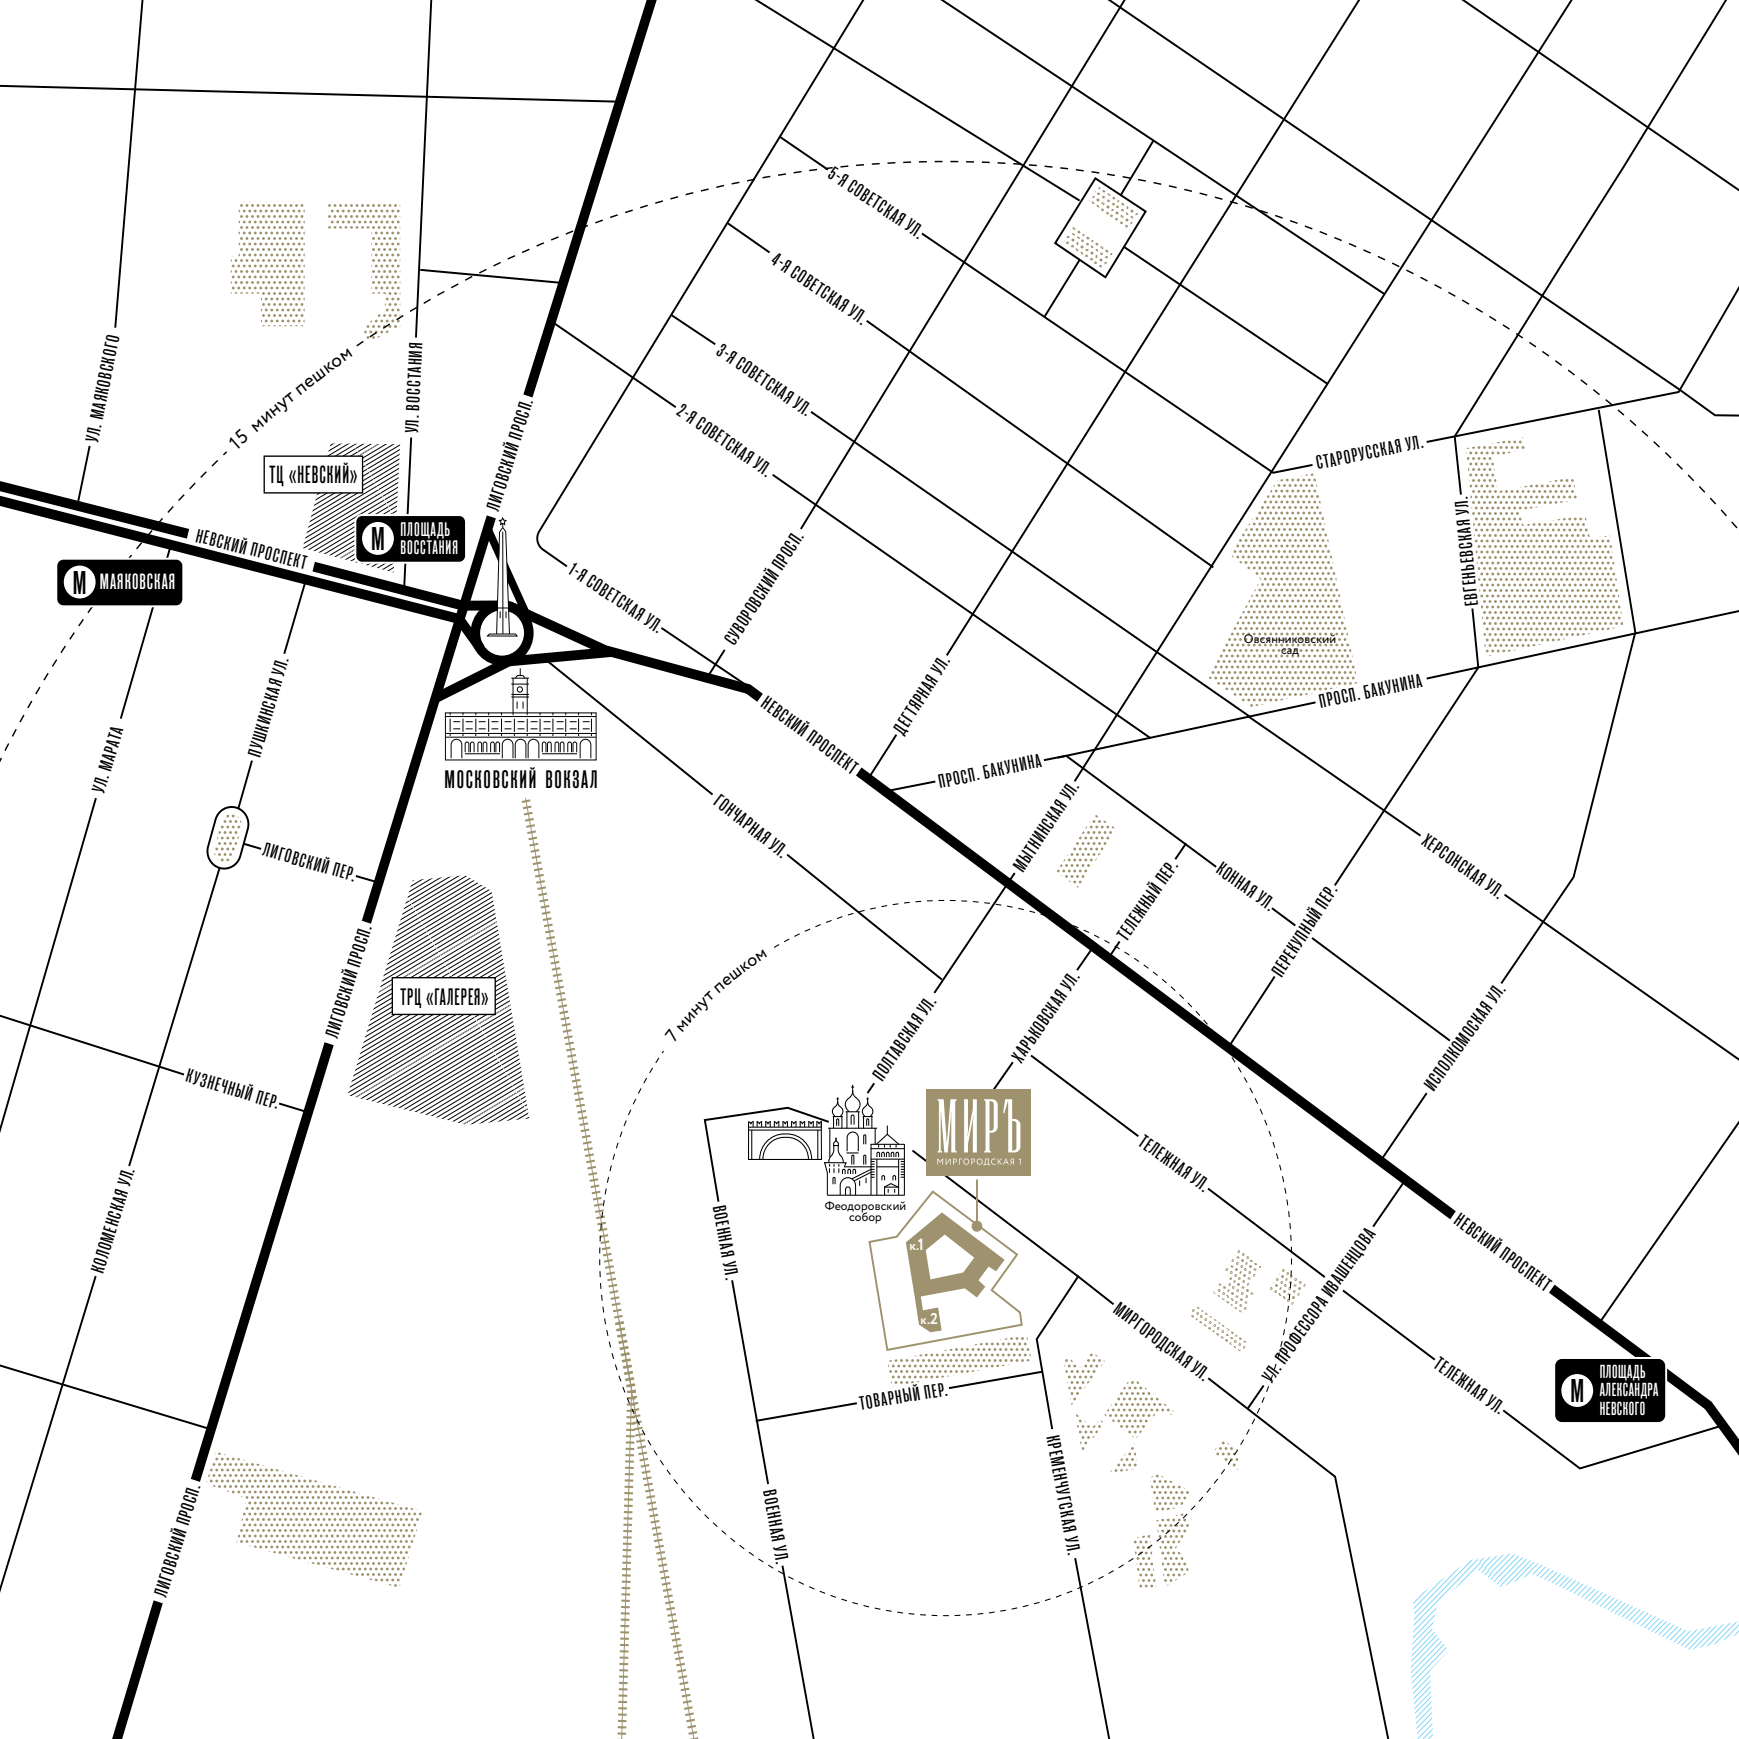 5-Я СОВЕТСКАЯ УЛ.
4-Я СОВЕТСКАЯ УЛ.
3-Я СОВЕТСКАЯ УЛ.
2-Я СОВЕТСКАЯ УЛ.
1-Я СОВЕТСКАЯ УЛ.
УЛ. МАЯКОВСКОГО
УЛ. ВОССТАНИЯ
15 минут пешком
ЛИГОВСКИЙ ПРОСП.
ТЦ «НЕВСКИЙ»
СТАРОРУССКАЯ УЛ.
М
ПЛОЩАДЬ
ВОССТАНИЯ
НЕВСКИЙ ПРОСПЕКТ
М
МАЯКОВСКАЯ
СУВОРОВСКИЙ ПРОСП.
ЕВГЕНЬЕВСКАЯ УЛ.
Овсянниковский
сад
ПУШКИНСКАЯ УЛ.
УЛ. МАРАТА
ДЕГТЯРНАЯ УЛ.
ПРОСП. БАКУНИНА
НЕВСКИЙ ПРОСПЕКТ
ПРОСП. БАКУНИНА
МОСКОВСКИЙ ВОКЗАЛ
ГОНЧАРНАЯ УЛ.
МЫТНИНСКАЯ УЛ.
ЛИГОВСКИЙ ПЕР.
ХЕРСОНСКАЯ УЛ.
КОННАЯ УЛ.
ТЕЛЕЖНЫЙ ПЕР.
ПЕРЕКУПНЫЙ ПЕР.
ЛИГОВСКИЙ ПРОСП.
ТРЦ «ГАЛЕРЕЯ»
7 минут пешком
ПОЛТАВСКАЯ УЛ.
ХАРЬКОВСКАЯ УЛ.
ИСПОЛКОМОСКАЯ УЛ.
КУЗНЕЧНЫЙ ПЕР.
МИРЪ
МИРГОРОДСКАЯ 1
ТЕЛЕЖНАЯ УЛ.
КОЛОМЕНСКАЯ УЛ.
Феодоровский
собор
ВОЕННАЯ УЛ.
к.1
к.2
НЕВСКИЙ ПРОСПЕКТ
УЛ. ПРОФЕССОРА ИВАШЕНЦОВА
МИРГОРОДСКАЯ УЛ.
ТЕЛЕЖНАЯ УЛ.
М
ПЛОЩАДЬ
АЛЕКСАНДРА
НЕВСКОГО
ТОВАРНЫЙ ПЕР.
КРЕМЕНЧУГСКАЯ УЛ.
ВОЕННАЯ УЛ.
ЛИГОВСКИЙ ПРОСП.